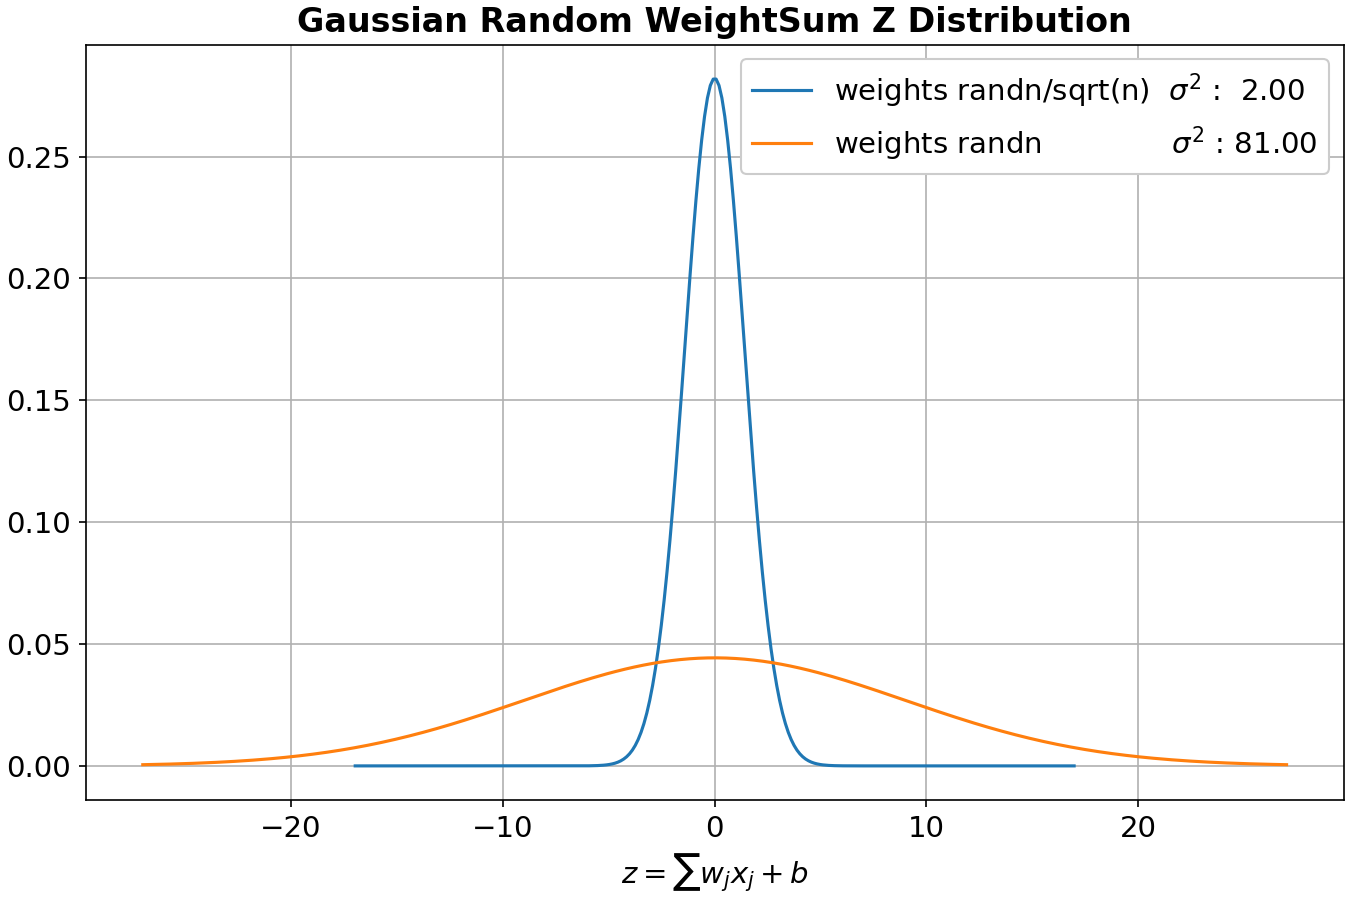 Gaussian Random WeightSum Z Distribution
weights randn/sqrt(n) σ² : 2.00
weights randn σ² : 81.00
0.25
0.20
0.15
0.10
0.05
0.00
−20 −10 0 10 20
z = ∑wⱼxⱼ + b